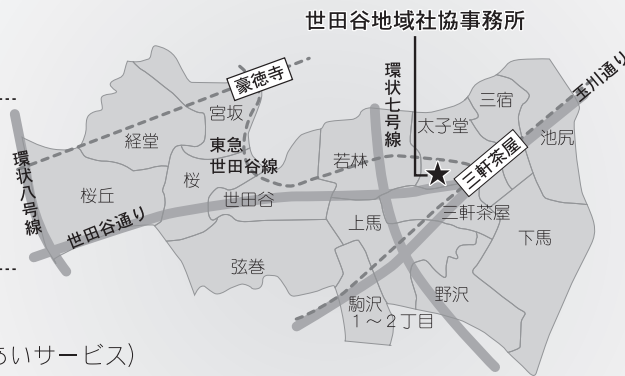 世田谷地域社協事務所
玉川通り
豪徳寺
環状七号線
三宿
宮坂
太子堂
池尻
経堂
東急
世田谷線
若林
三軒茶屋
環状八号線
桜
桜丘
世田谷
世田谷通り
上馬
三軒茶屋
下馬
弦巻
野沢
駒沢
1〜2丁目
あいサービス)